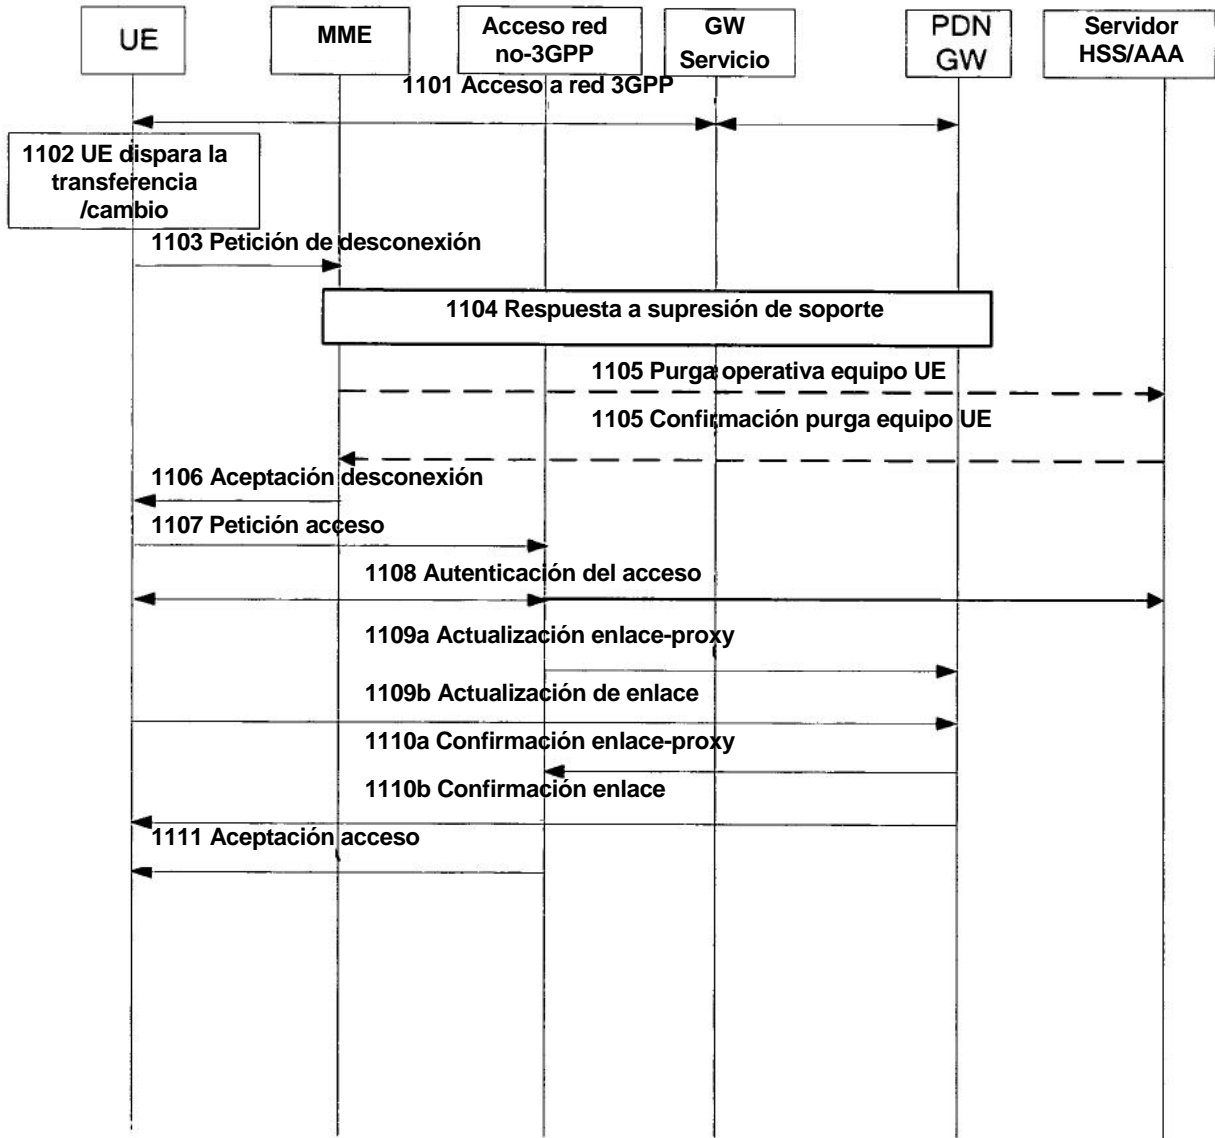 UE
MME
Acceso red
no-3GPP
GW
Servicio
PDN
GW
Servidor
HSS/AAA
1101 Acceso a red 3GPP
1102 UE dispara la
transferencia
/cambio
1103 Petición de desconexión
1104 Respuesta a supresión de soporte
1105 Purga operativa equipo UE
1105 Confirmación purga equipo UE
1106 Aceptación desconexión
1107 Petición acceso
1108 Autenticación del acceso
1109a Actualización enlace-proxy
1109b Actualización de enlace
1110a Confirmación enlace-proxy
1110b Confirmación enlace
1111 Aceptación acceso